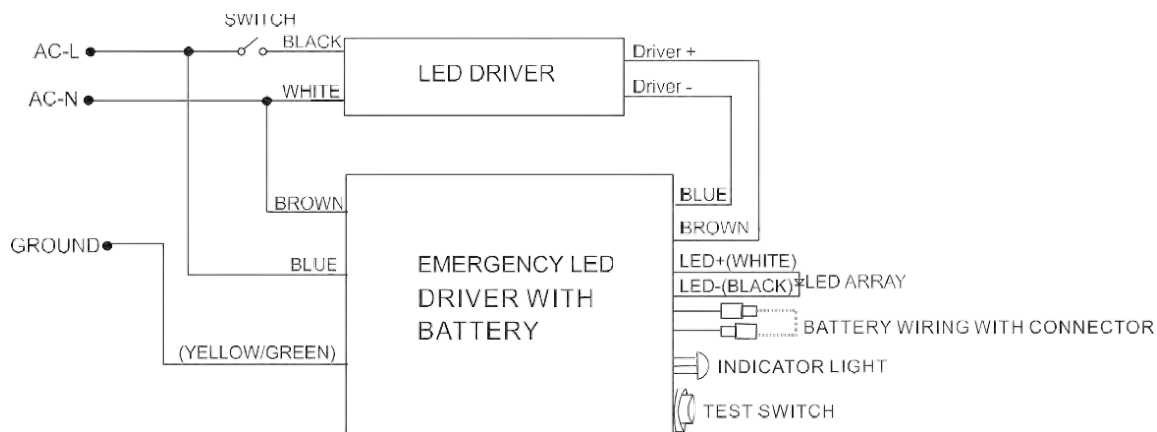 SWITCH
AC-L
BLACK
LED DRIVER
Driver +
AC-N
WHITE
Driver -
BROWN
BLUE
BROWN
GROUND
BLUE
EMERGENCY LED
DRIVER WITH
BATTERY
LED+(WHITE)
LED-(BLACK)
LED ARRAY
BATTERY WIRING WITH CONNECTOR
(YELLOW/GREEN)
INDICATOR LIGHT
TEST SWITCH